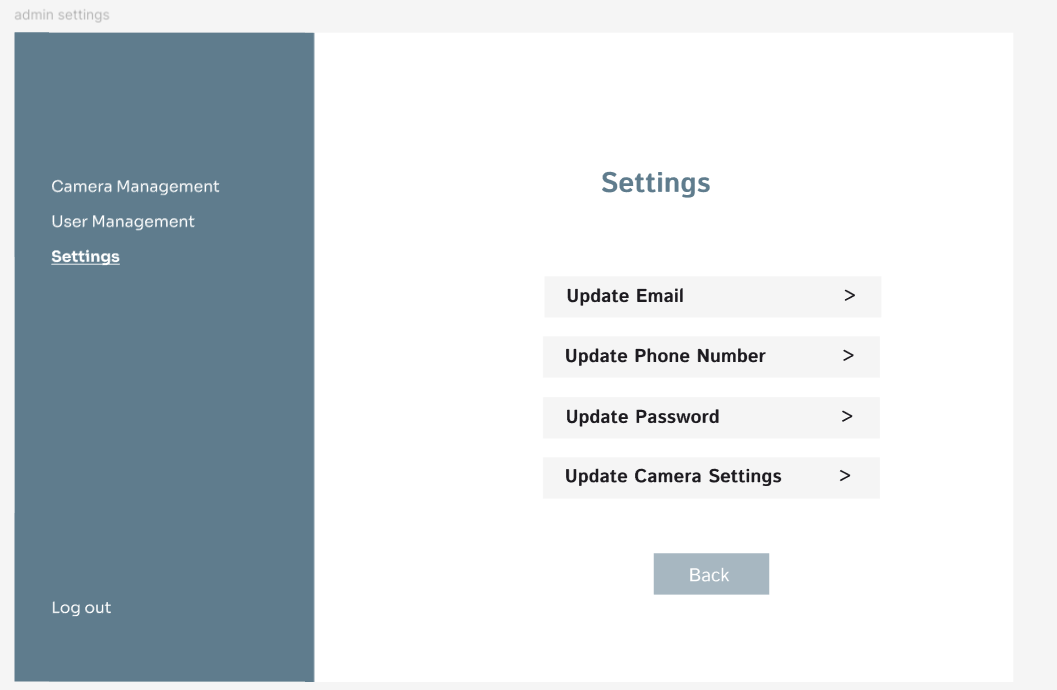 admin settings
Camera Management
User Management
Settings
Log out
Settings
Update Email >
Update Phone Number >
Update Password >
Update Camera Settings >
Back